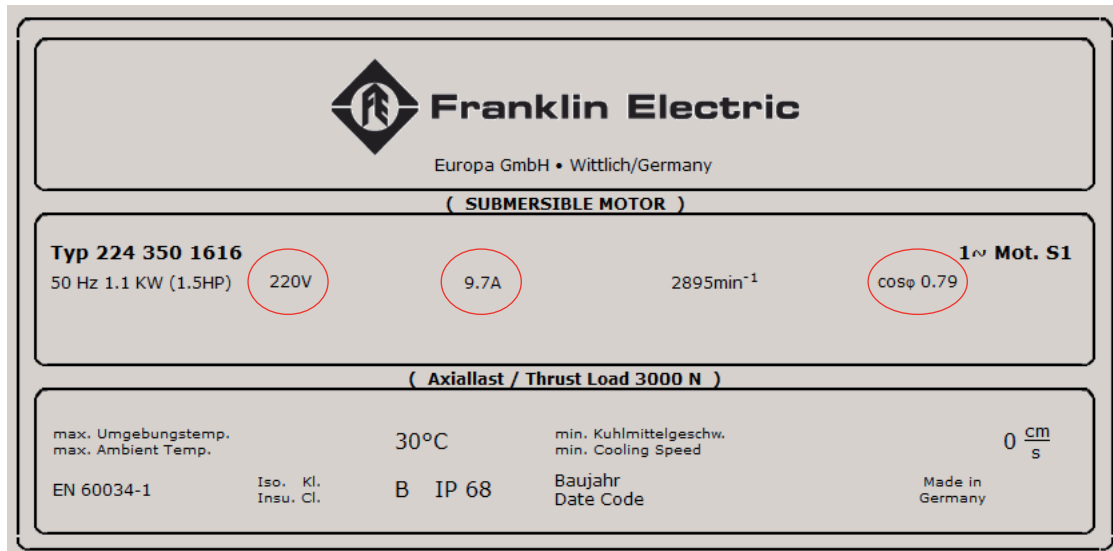 FE
Franklin Electric
Europa GmbH • Wittlich/Germany
( SUBMERSIBLE MOTOR )
Typ 224 350 1616 1~ Mot. S1
50 Hz 1.1 KW (1.5HP) 220V 9.7A 2895min⁻¹ cosφ 0.79
( Axiallast / Thrust Load 3000 N )
max. Umgebungstemp. min. Kuhlmittelgeschw.
max. Ambient Temp. 30°C min. Cooling Speed 0 cm/s
EN 60034-1 Iso. Kl. B IP 68 Baujahr Made in
Insu. Cl. Date Code Germany